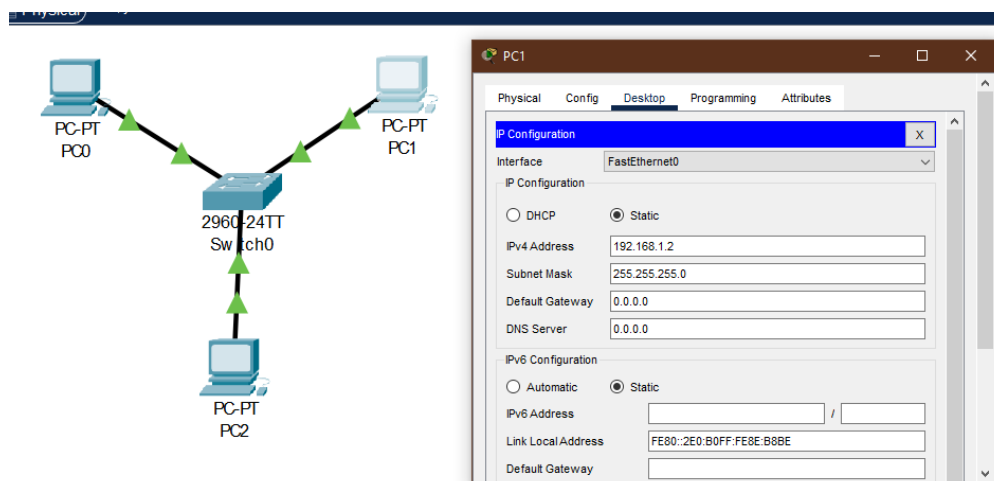 Physical
PC-PT
PC0
PC-PT
PC1
2960-24TT
Switch0
PC-PT
PC2
PC1
Physical Config Desktop Programming Attributes
IP Configuration X
Interface FastEthernet0
IP Configuration
DHCP Static
IPv4 Address 192.168.1.2
Subnet Mask 255.255.255.0
Default Gateway 0.0.0.0
DNS Server 0.0.0.0
IPv6 Configuration
Automatic Static
IPv6 Address /
Link Local Address FE80::2E0:B0FF:FE8E:B8BE
Default Gateway